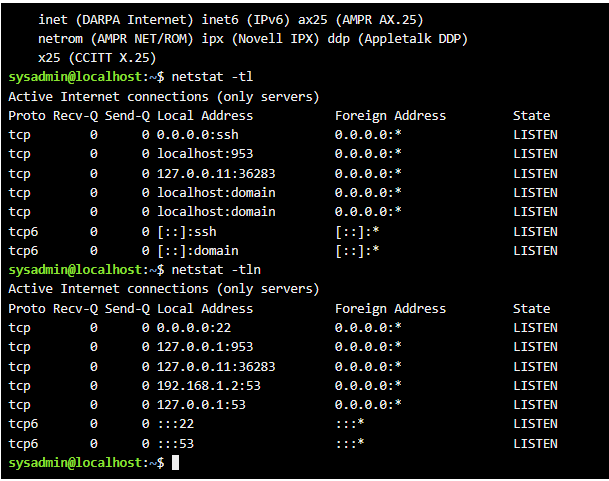 inet (DARPA Internet) inet6 (IPv6) ax25 (AMPR AX.25)
netrom (AMPR NET/ROM) ipx (Novell IPX) ddp (Appletalk DDP)
x25 (CCITT X.25)
sysadmin@localhost:~$ netstat -tl
Active Internet connections (only servers)
Proto Recv-Q Send-Q Local Address           Foreign Address         State
tcp        0      0 0.0.0.0:ssh             0.0.0.0:*               LISTEN
tcp        0      0 localhost:953           0.0.0.0:*               LISTEN
tcp        0      0 127.0.0.11:36283        0.0.0.0:*               LISTEN
tcp        0      0 localhost:domain        0.0.0.0:*               LISTEN
tcp        0      0 localhost:domain        0.0.0.0:*               LISTEN
tcp6       0      0 [::]:ssh                [::]:*                  LISTEN
tcp6       0      0 [::]:domain             [::]:*                  LISTEN
sysadmin@localhost:~$ netstat -tln
Active Internet connections (only servers)
Proto Recv-Q Send-Q Local Address           Foreign Address         State
tcp        0      0 0.0.0.0:22              0.0.0.0:*               LISTEN
tcp        0      0 127.0.0.1:953           0.0.0.0:*               LISTEN
tcp        0      0 127.0.0.11:36283        0.0.0.0:*               LISTEN
tcp        0      0 192.168.1.2:53          0.0.0.0:*               LISTEN
tcp        0      0 127.0.0.1:53            0.0.0.0:*               LISTEN
tcp6       0      0 :::22                   :::*                    LISTEN
tcp6       0      0 :::53                   :::*                    LISTEN
sysadmin@localhost:~$